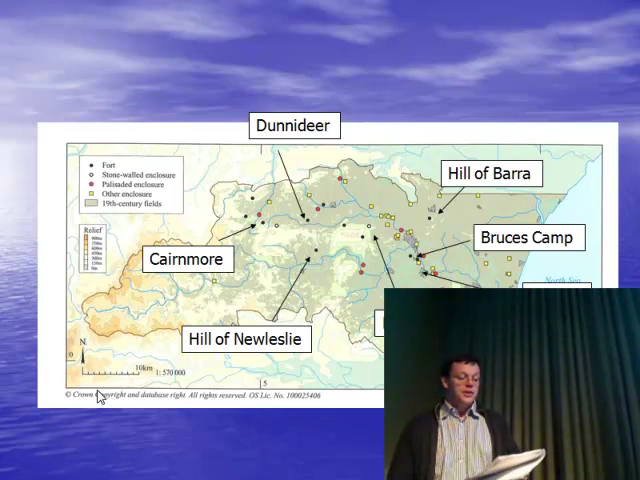 Dunnideer
Fort
Stone-walled enclosure
Palisaded enclosure
Other enclosure
19th-century fields
Hill of Barra
Relief
Bruces Camp
Cairnmore
North Sea
Hill of Newleslie
N
0
10km
1: 570 000
5
© Crown Copyright and database right. All rights reserved. OS Lic. No. 100025406